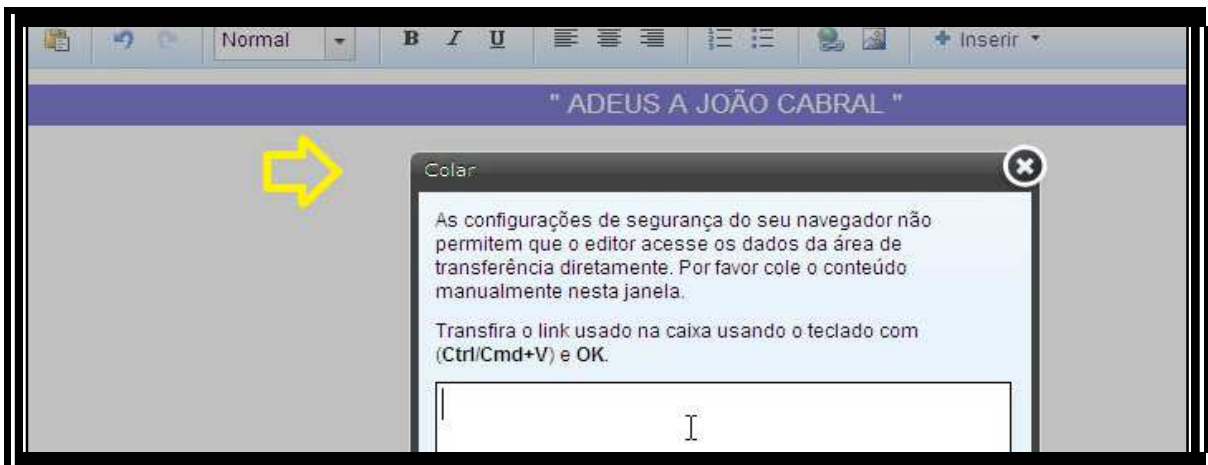 Normal B I U + Inserir
" ADEUS A JOÃO CABRAL "
Colar
As configurações de segurança do seu navegador não
permitem que o editor acesse os dados da área de
transferência diretamente. Por favor cole o conteúdo
manualmente nesta janela.
Transfira o link usado na caixa usando o teclado com
(Ctrl/Cmd+V) e OK.